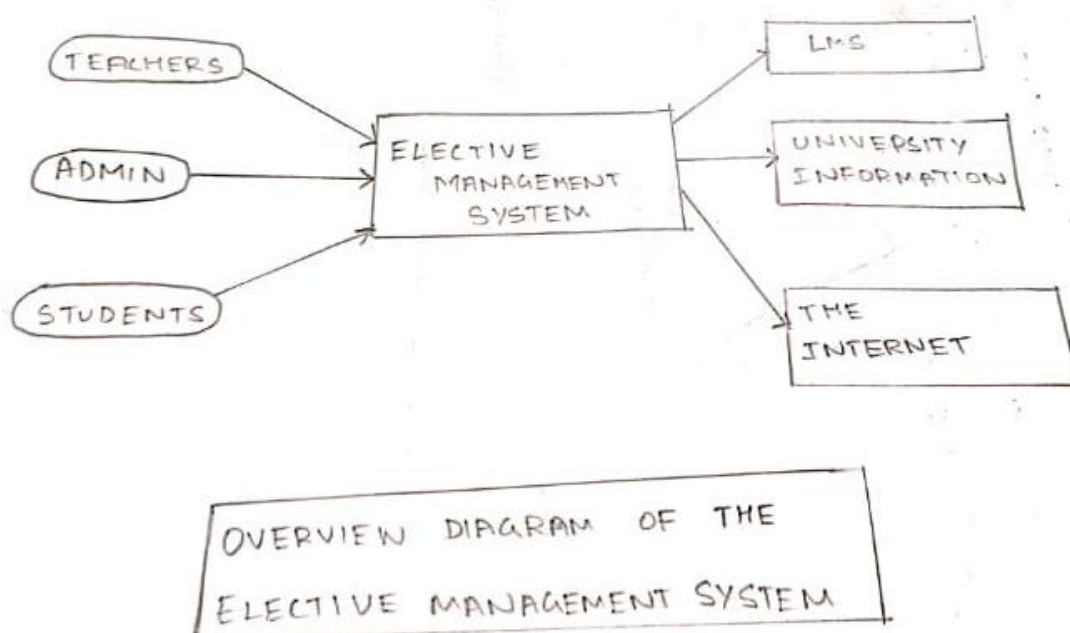 TEACHERS
ADMIN
STUDENTS
ELECTIVE
MANAGEMENT
SYSTEM
LMS
UNIVERSITY
INFORMATION
THE
INTERNET
OVERVIEW DIAGRAM OF THE
ELECTIVE MANAGEMENT SYSTEM